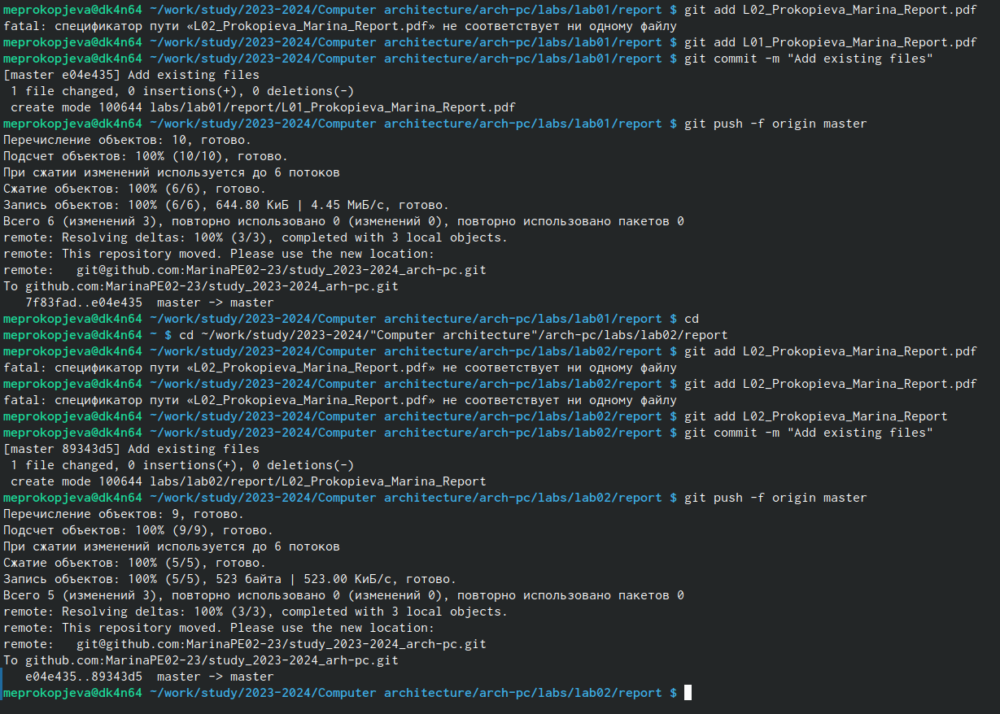 meprokopjeva@dk4n64 ~/work/study/2023-2024/Computer architecture/arch-pc/labs/lab01/report $ git add L02_Prokopieva_Marina_Report.pdf
fatal: спецификатор пути «L02_Prokopieva_Marina_Report.pdf» не соответствует ни одному файлу
meprokopjeva@dk4n64 ~/work/study/2023-2024/Computer architecture/arch-pc/labs/lab01/report $ git add L01_Prokopieva_Marina_Report.pdf
meprokopjeva@dk4n64 ~/work/study/2023-2024/Computer architecture/arch-pc/labs/lab01/report $ git commit -m "Add existing files"
[master e04e435] Add existing files
 1 file changed, 0 insertions(+), 0 deletions(-)
 create mode 100644 labs/lab01/report/L01_Prokopieva_Marina_Report.pdf
meprokopjeva@dk4n64 ~/work/study/2023-2024/Computer architecture/arch-pc/labs/lab01/report $ git push -f origin master
Перечисление объектов: 10, готово.
Подсчет объектов: 100% (10/10), готово.
При сжатии изменений используется до 6 потоков
Сжатие объектов: 100% (6/6), готово.
Запись объектов: 100% (6/6), 644.80 КиБ | 4.45 МиБ/с, готово.
Всего 6 (изменений 3), повторно использовано 0 (изменений 0), повторно использовано пакетов 0
remote: Resolving deltas: 100% (3/3), completed with 3 local objects.
remote: This repository moved. Please use the new location:
remote:   git@github.com:MarinaPE02-23/study_2023-2024_arch-pc.git
To github.com:MarinaPE02-23/study_2023-2024_arh-pc.git
   7f83fad..e04e435  master -> master
meprokopjeva@dk4n64 ~/work/study/2023-2024/Computer architecture/arch-pc/labs/lab01/report $ cd
meprokopjeva@dk4n64 ~ $ cd ~/work/study/2023-2024/"Computer architecture"/arch-pc/labs/lab02/report
meprokopjeva@dk4n64 ~/work/study/2023-2024/Computer architecture/arch-pc/labs/lab02/report $ git add L02_Prokopieva_Marina_Report.pdf
fatal: спецификатор пути «L02_Prokopieva_Marina_Report.pdf» не соответствует ни одному файлу
meprokopjeva@dk4n64 ~/work/study/2023-2024/Computer architecture/arch-pc/labs/lab02/report $ git add L02_Prokopieva_Marina_Report.pdf
fatal: спецификатор пути «L02_Prokopieva_Marina_Report.pdf» не соответствует ни одному файлу
meprokopjeva@dk4n64 ~/work/study/2023-2024/Computer architecture/arch-pc/labs/lab02/report $ git add L02_Prokopieva_Marina_Report
meprokopjeva@dk4n64 ~/work/study/2023-2024/Computer architecture/arch-pc/labs/lab02/report $ git commit -m "Add existing files"
[master 89343d5] Add existing files
 1 file changed, 0 insertions(+), 0 deletions(-)
 create mode 100644 labs/lab02/report/L02_Prokopieva_Marina_Report
meprokopjeva@dk4n64 ~/work/study/2023-2024/Computer architecture/arch-pc/labs/lab02/report $ git push -f origin master
Перечисление объектов: 9, готово.
Подсчет объектов: 100% (9/9), готово.
При сжатии изменений используется до 6 потоков
Сжатие объектов: 100% (5/5), готово.
Запись объектов: 100% (5/5), 523 байта | 523.00 КиБ/с, готово.
Всего 5 (изменений 3), повторно использовано 0 (изменений 0), повторно использовано пакетов 0
remote: Resolving deltas: 100% (3/3), completed with 3 local objects.
remote: This repository moved. Please use the new location:
remote:   git@github.com:MarinaPE02-23/study_2023-2024_arch-pc.git
To github.com:MarinaPE02-23/study_2023-2024_arh-pc.git
   e04e435..89343d5  master -> master
meprokopjeva@dk4n64 ~/work/study/2023-2024/Computer architecture/arch-pc/labs/lab02/report $